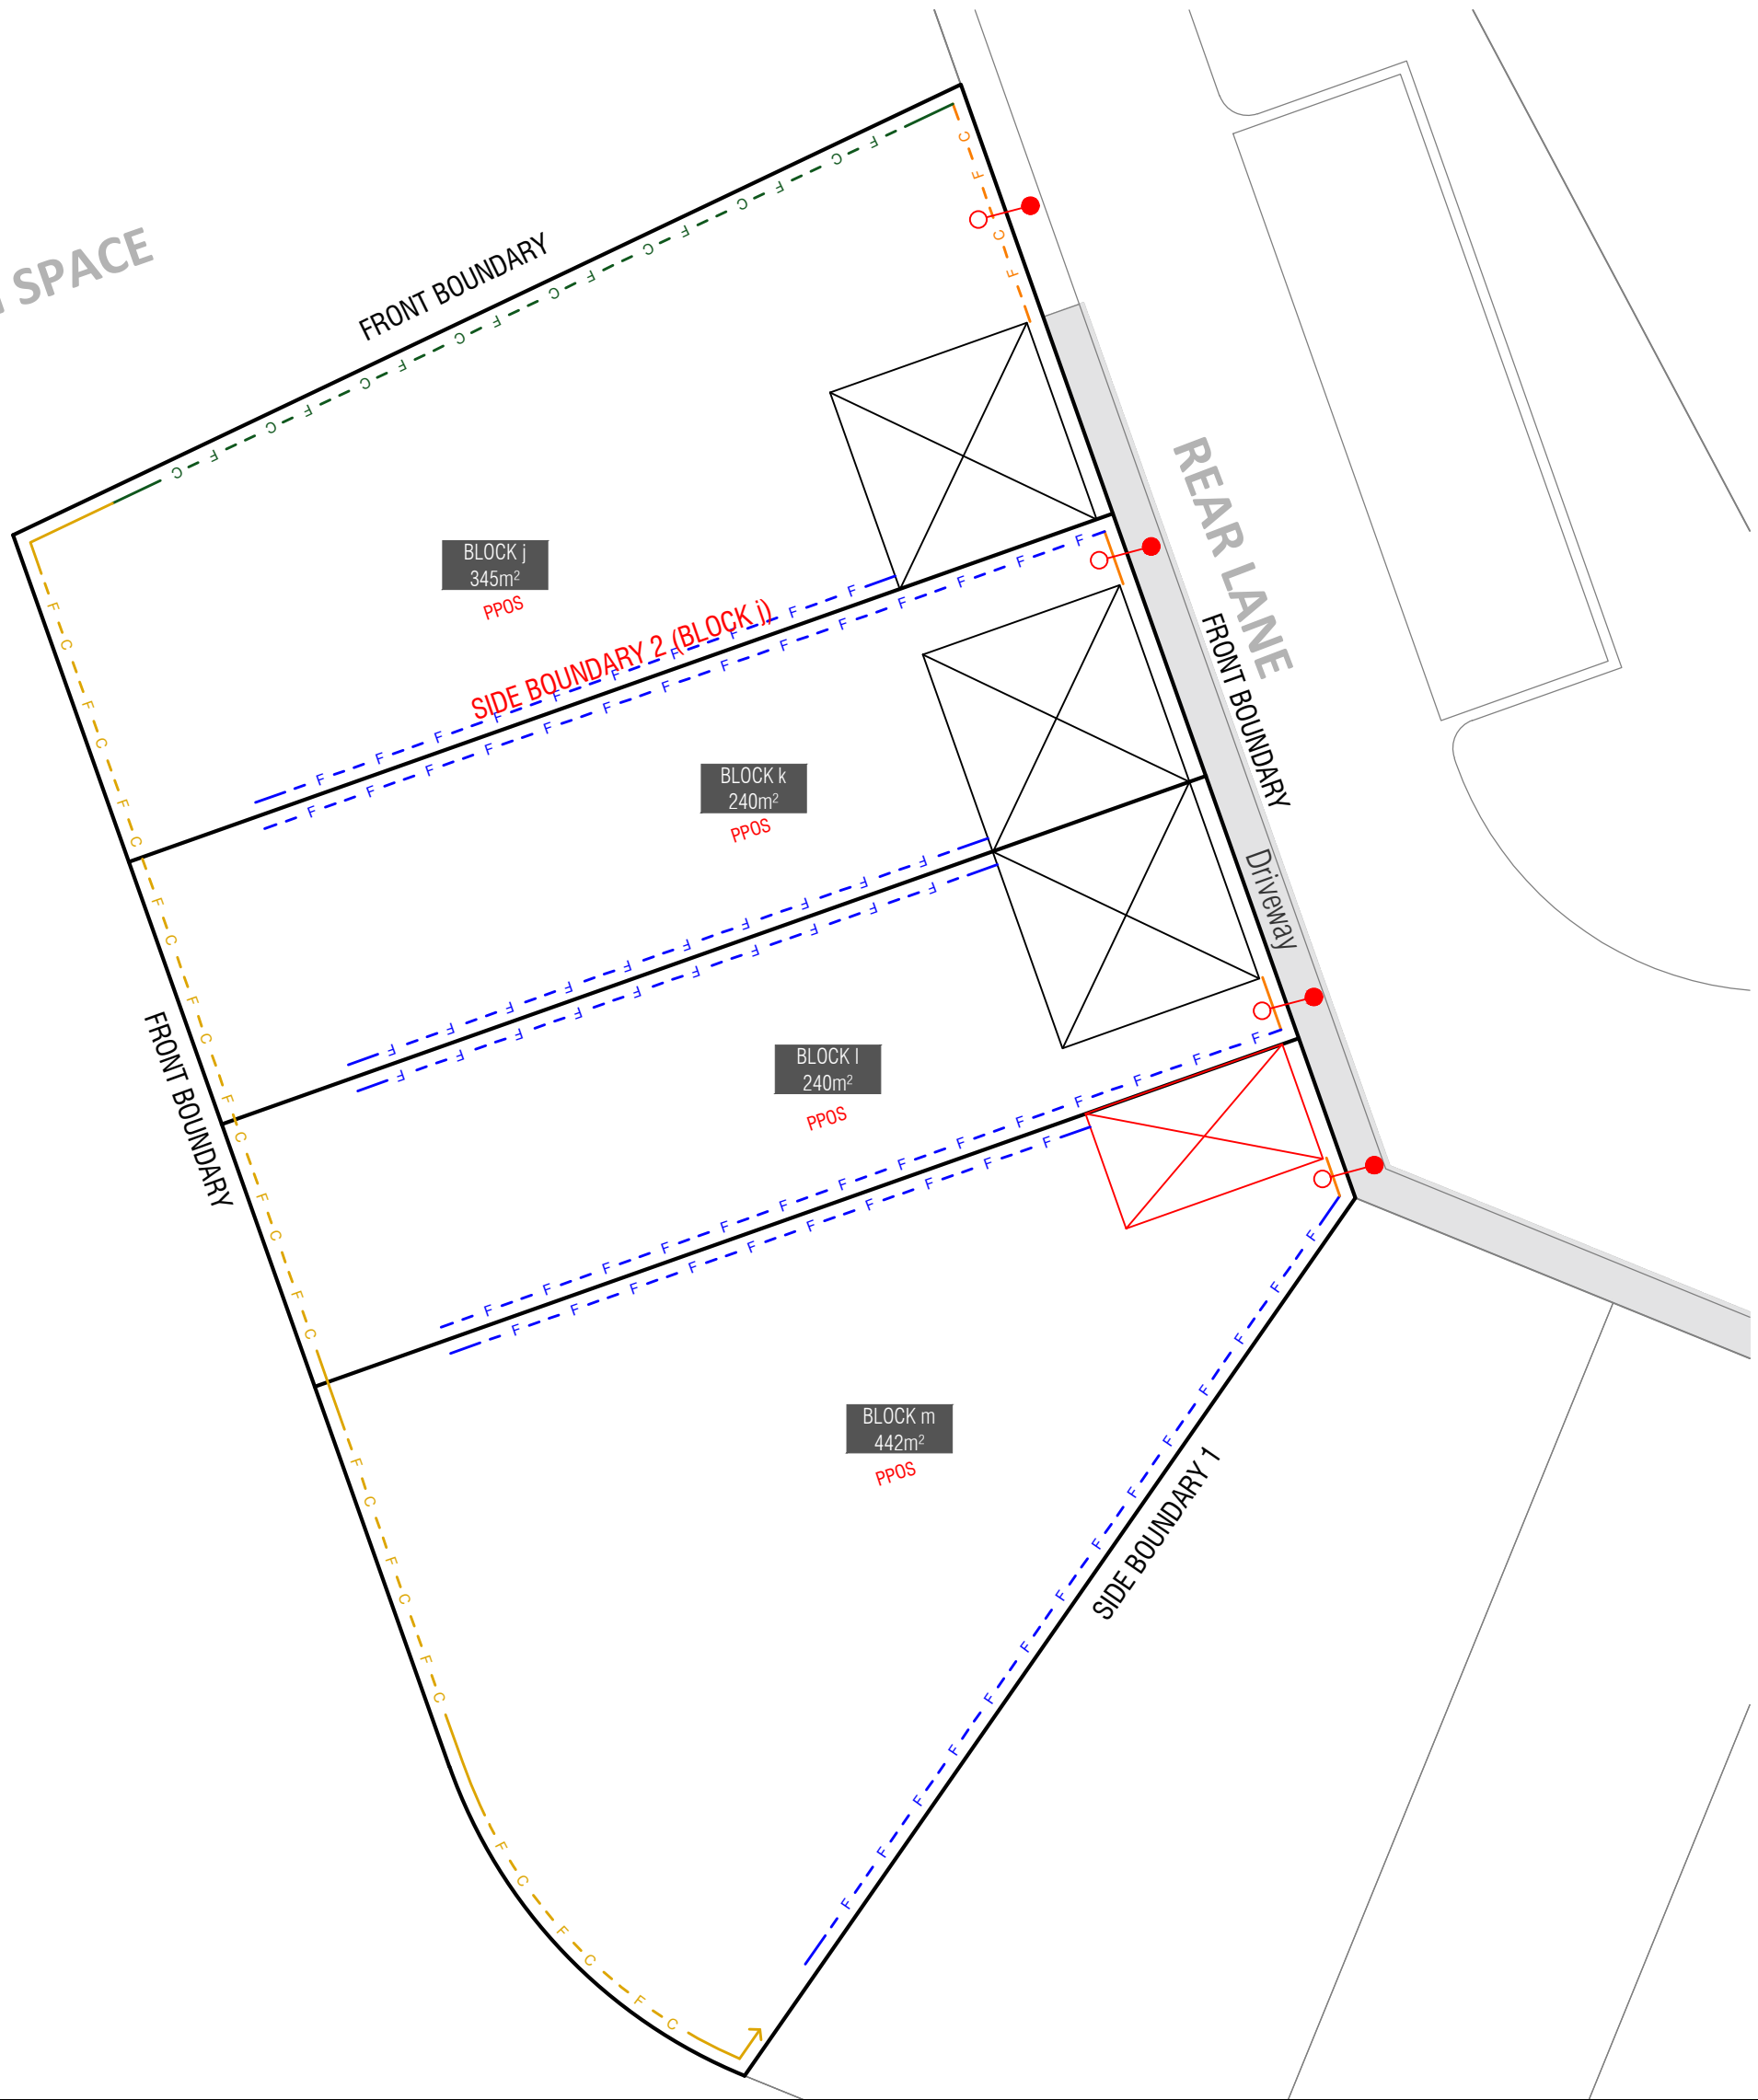 SPACE
FRONT BOUNDARY
BLOCK j
345m²
PPOS
SIDE BOUNDARY 2 (BLOCK j)
REAR LANE
FRONT BOUNDARY
BLOCK k
240m²
PPOS
Driveway
FRONT BOUNDARY
BLOCK l
240m²
PPOS
BLOCK m
442m²
PPOS
SIDE BOUNDARY 1